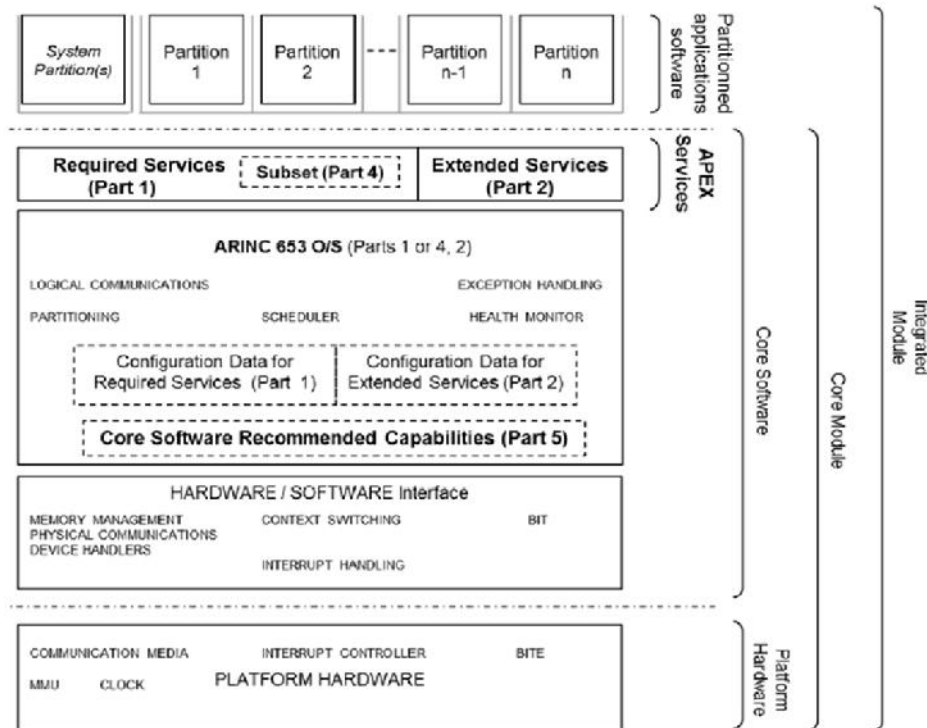 System
Partition(s)
Partition
1
Partition
2
Partition
n-1
Partition
n
Partitionned
applications
software
Required Services
(Part 1)
Subset (Part 4)
Extended Services
(Part 2)
APEX
Services
ARINC 653 O/S (Parts 1 or 4, 2)
LOGICAL COMMUNICATIONS
EXCEPTION HANDLING
PARTITIONING
SCHEDULER
HEALTH MONITOR
Configuration Data for
Required Services (Part 1)
Configuration Data for
Extended Services (Part 2)
Core Software Recommended Capabilities (Part 5)
HARDWARE / SOFTWARE Interface
MEMORY MANAGEMENT
PHYSICAL COMMUNICATIONS
DEVICE HANDLERS
CONTEXT SWITCHING
INTERRUPT HANDLING
BIT
COMMUNICATION MEDIA
INTERRUPT CONTROLLER
BITE
MMU
CLOCK
PLATFORM HARDWARE
Core Software
Platform
Hardware
Core Module
Integrated
Module